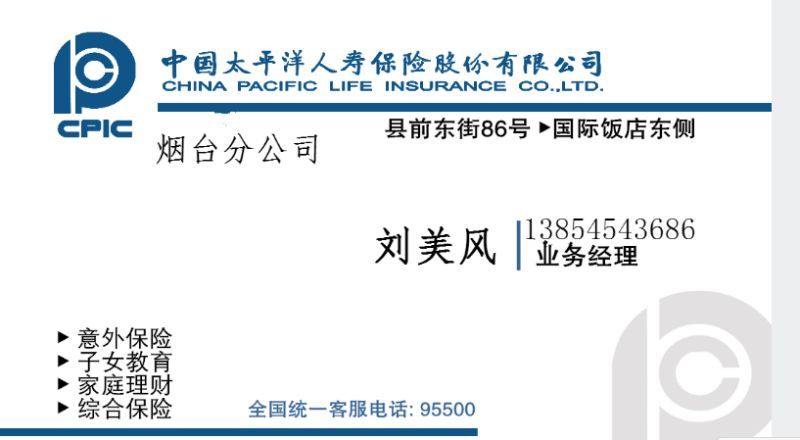 中国太平洋人寿保险股份有限公司
CHINA PACIFIC LIFE INSURANCE CO.,LTD.
CPIC
烟台分公司
县前东街86号 ▶国际饭店东侧
刘美风
13854543686
业务经理
▶ 意外保险
▶ 子女教育
▶ 家庭理财
▶ 综合保险
全国统一客服电话: 95500